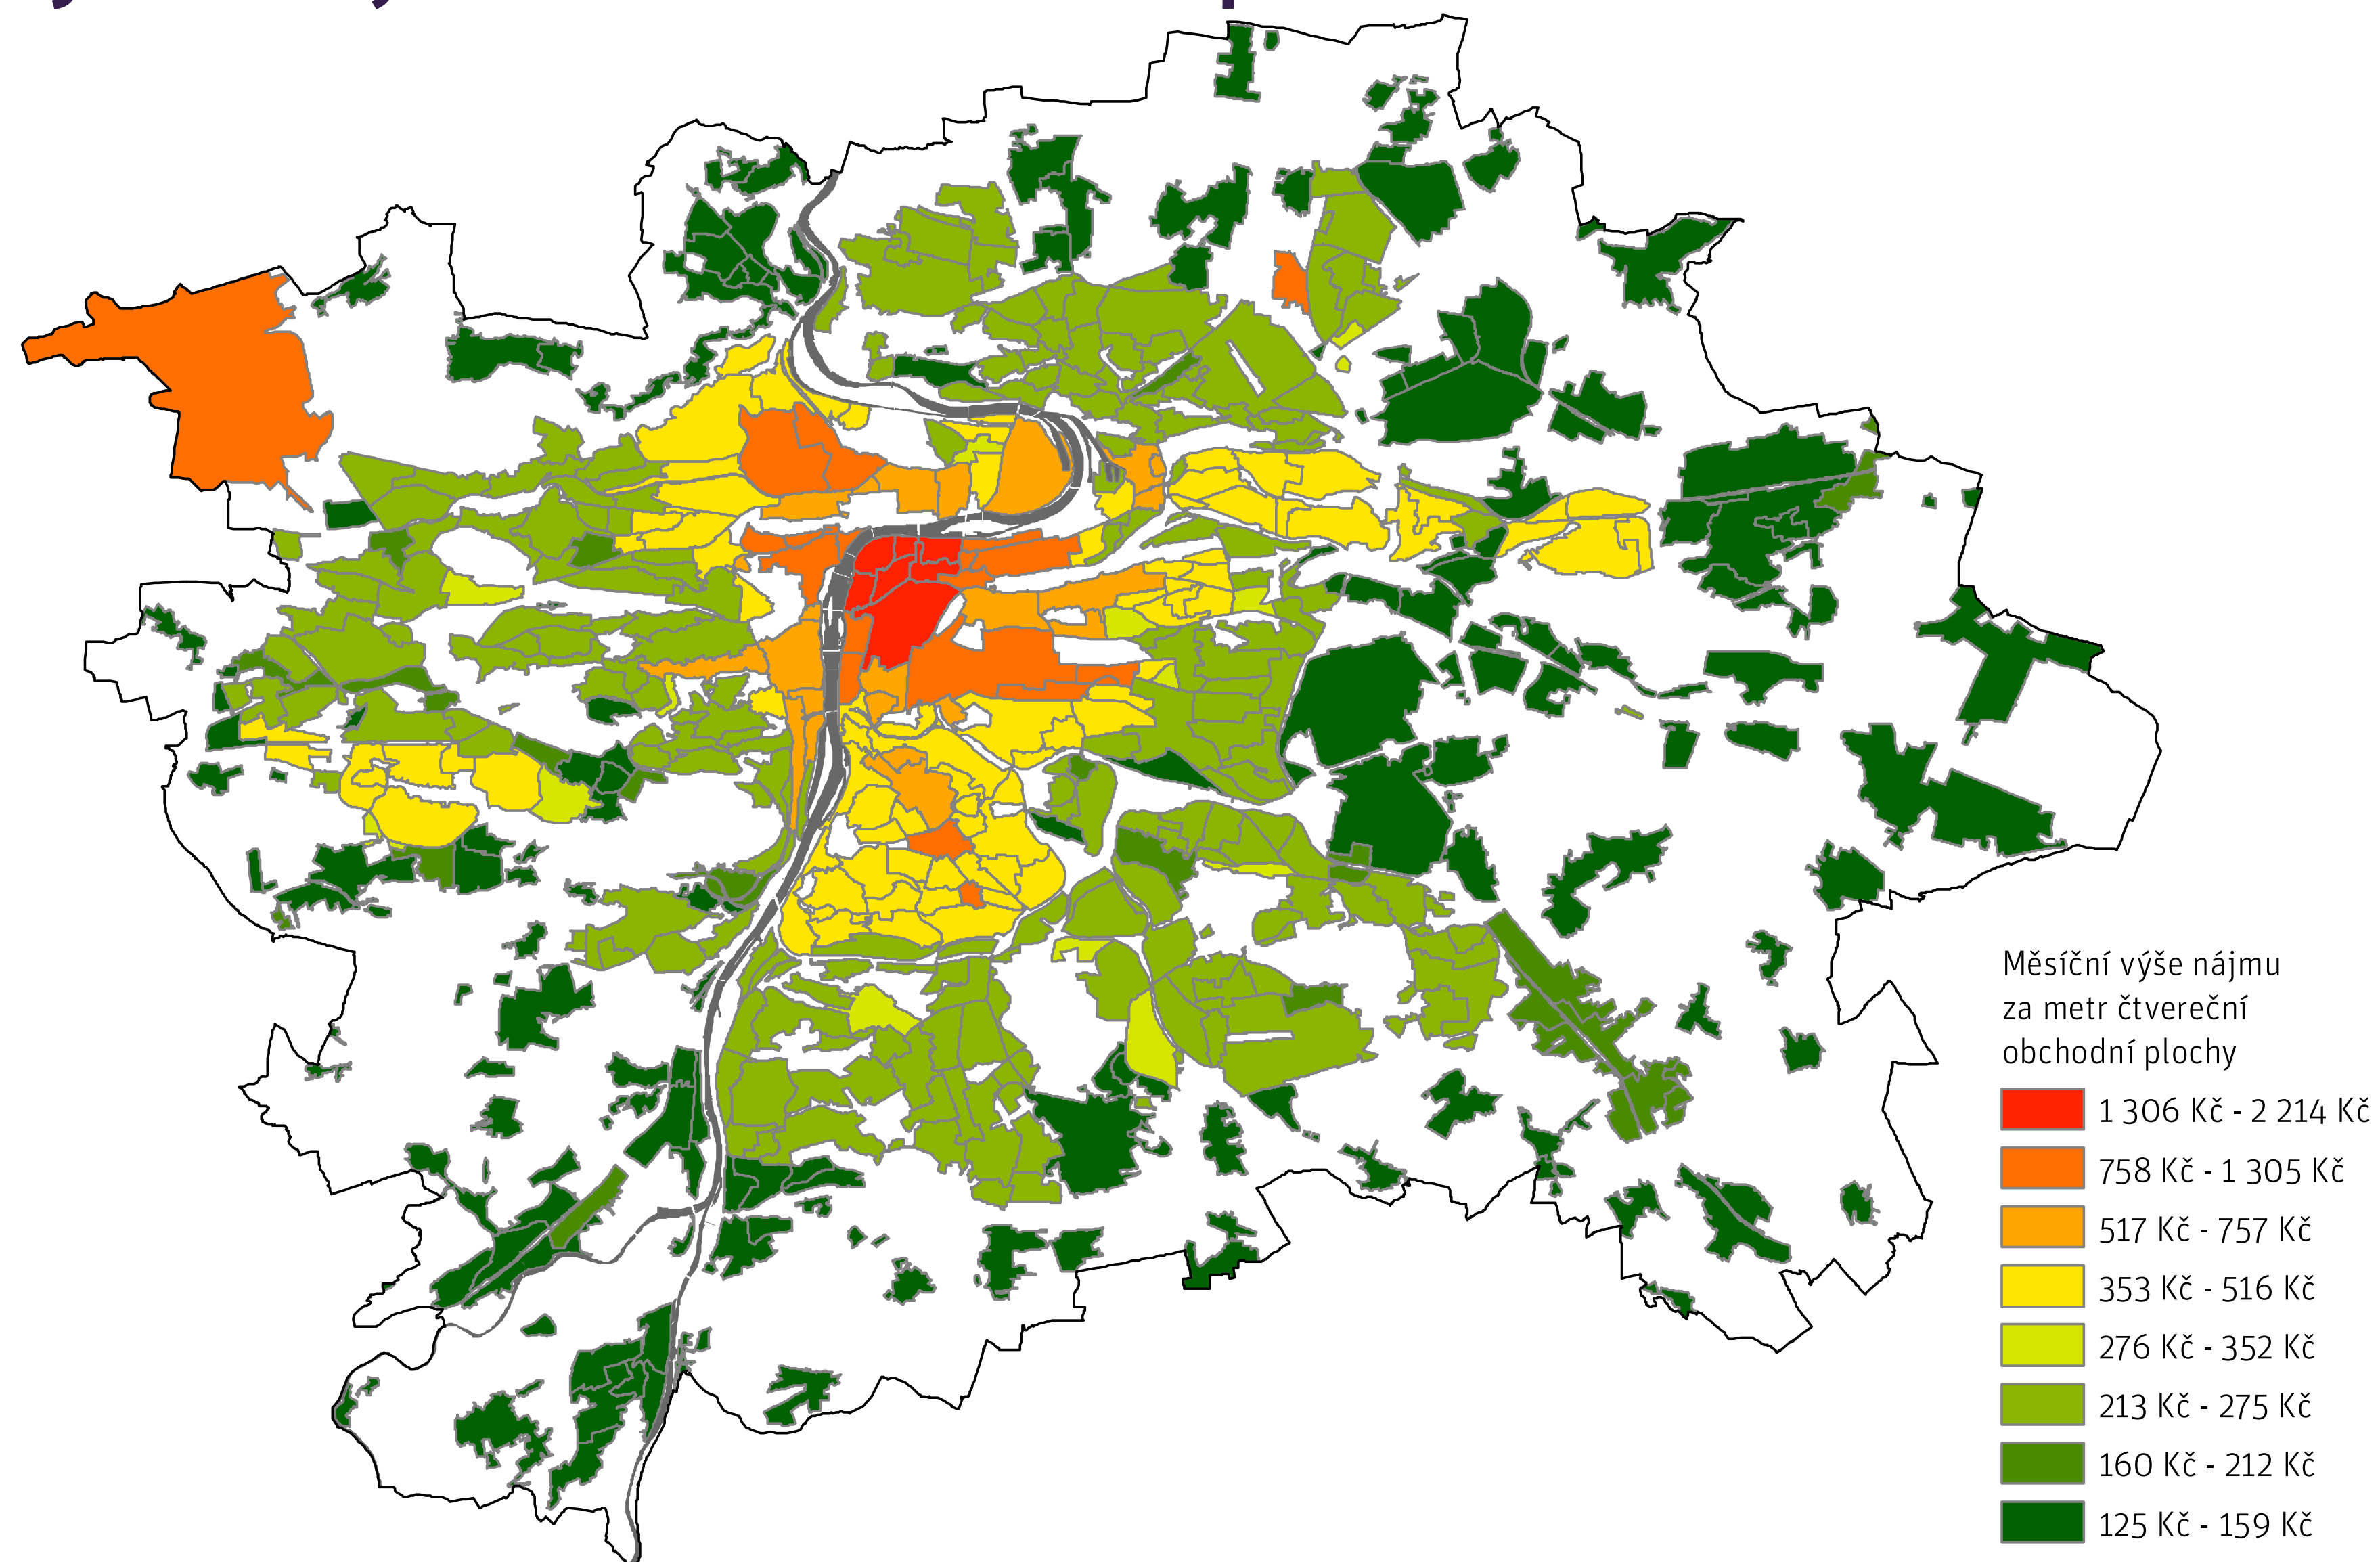 Měsíční výše nájmu
za metr čtvereční
obchodní plochy
1 306 Kč - 2 214 Kč
758 Kč - 1 305 Kč
517 Kč - 757 Kč
353 Kč - 516 Kč
276 Kč - 352 Kč
213 Kč - 275 Kč
160 Kč - 212 Kč
125 Kč - 159 Kč